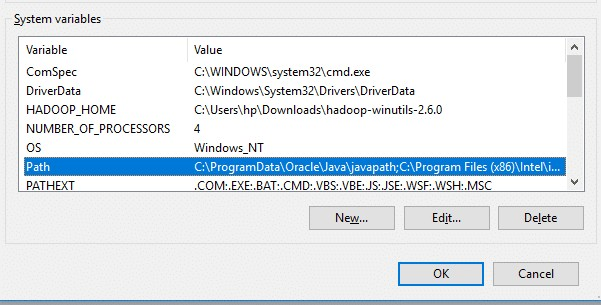 System variables
Variable Value
ComSpec C:\WINDOWS\system32\cmd.exe
DriverData C:\Windows\System32\Drivers\DriverData
HADOOP_HOME C:\Users\hp\Downloads\hadoop-winutils-2.6.0
NUMBER_OF_PROCESSORS 4
OS Windows_NT
Path C:\ProgramData\Oracle\Java\javapath;C:\Program Files (x86)\Intel\i...
PATHEXT .COM;.EXE;.BAT;.CMD;.VBS;.VBE;.JS;.JSE;.WSF;.WSH;.MSC
New... Edit... Delete
OK Cancel